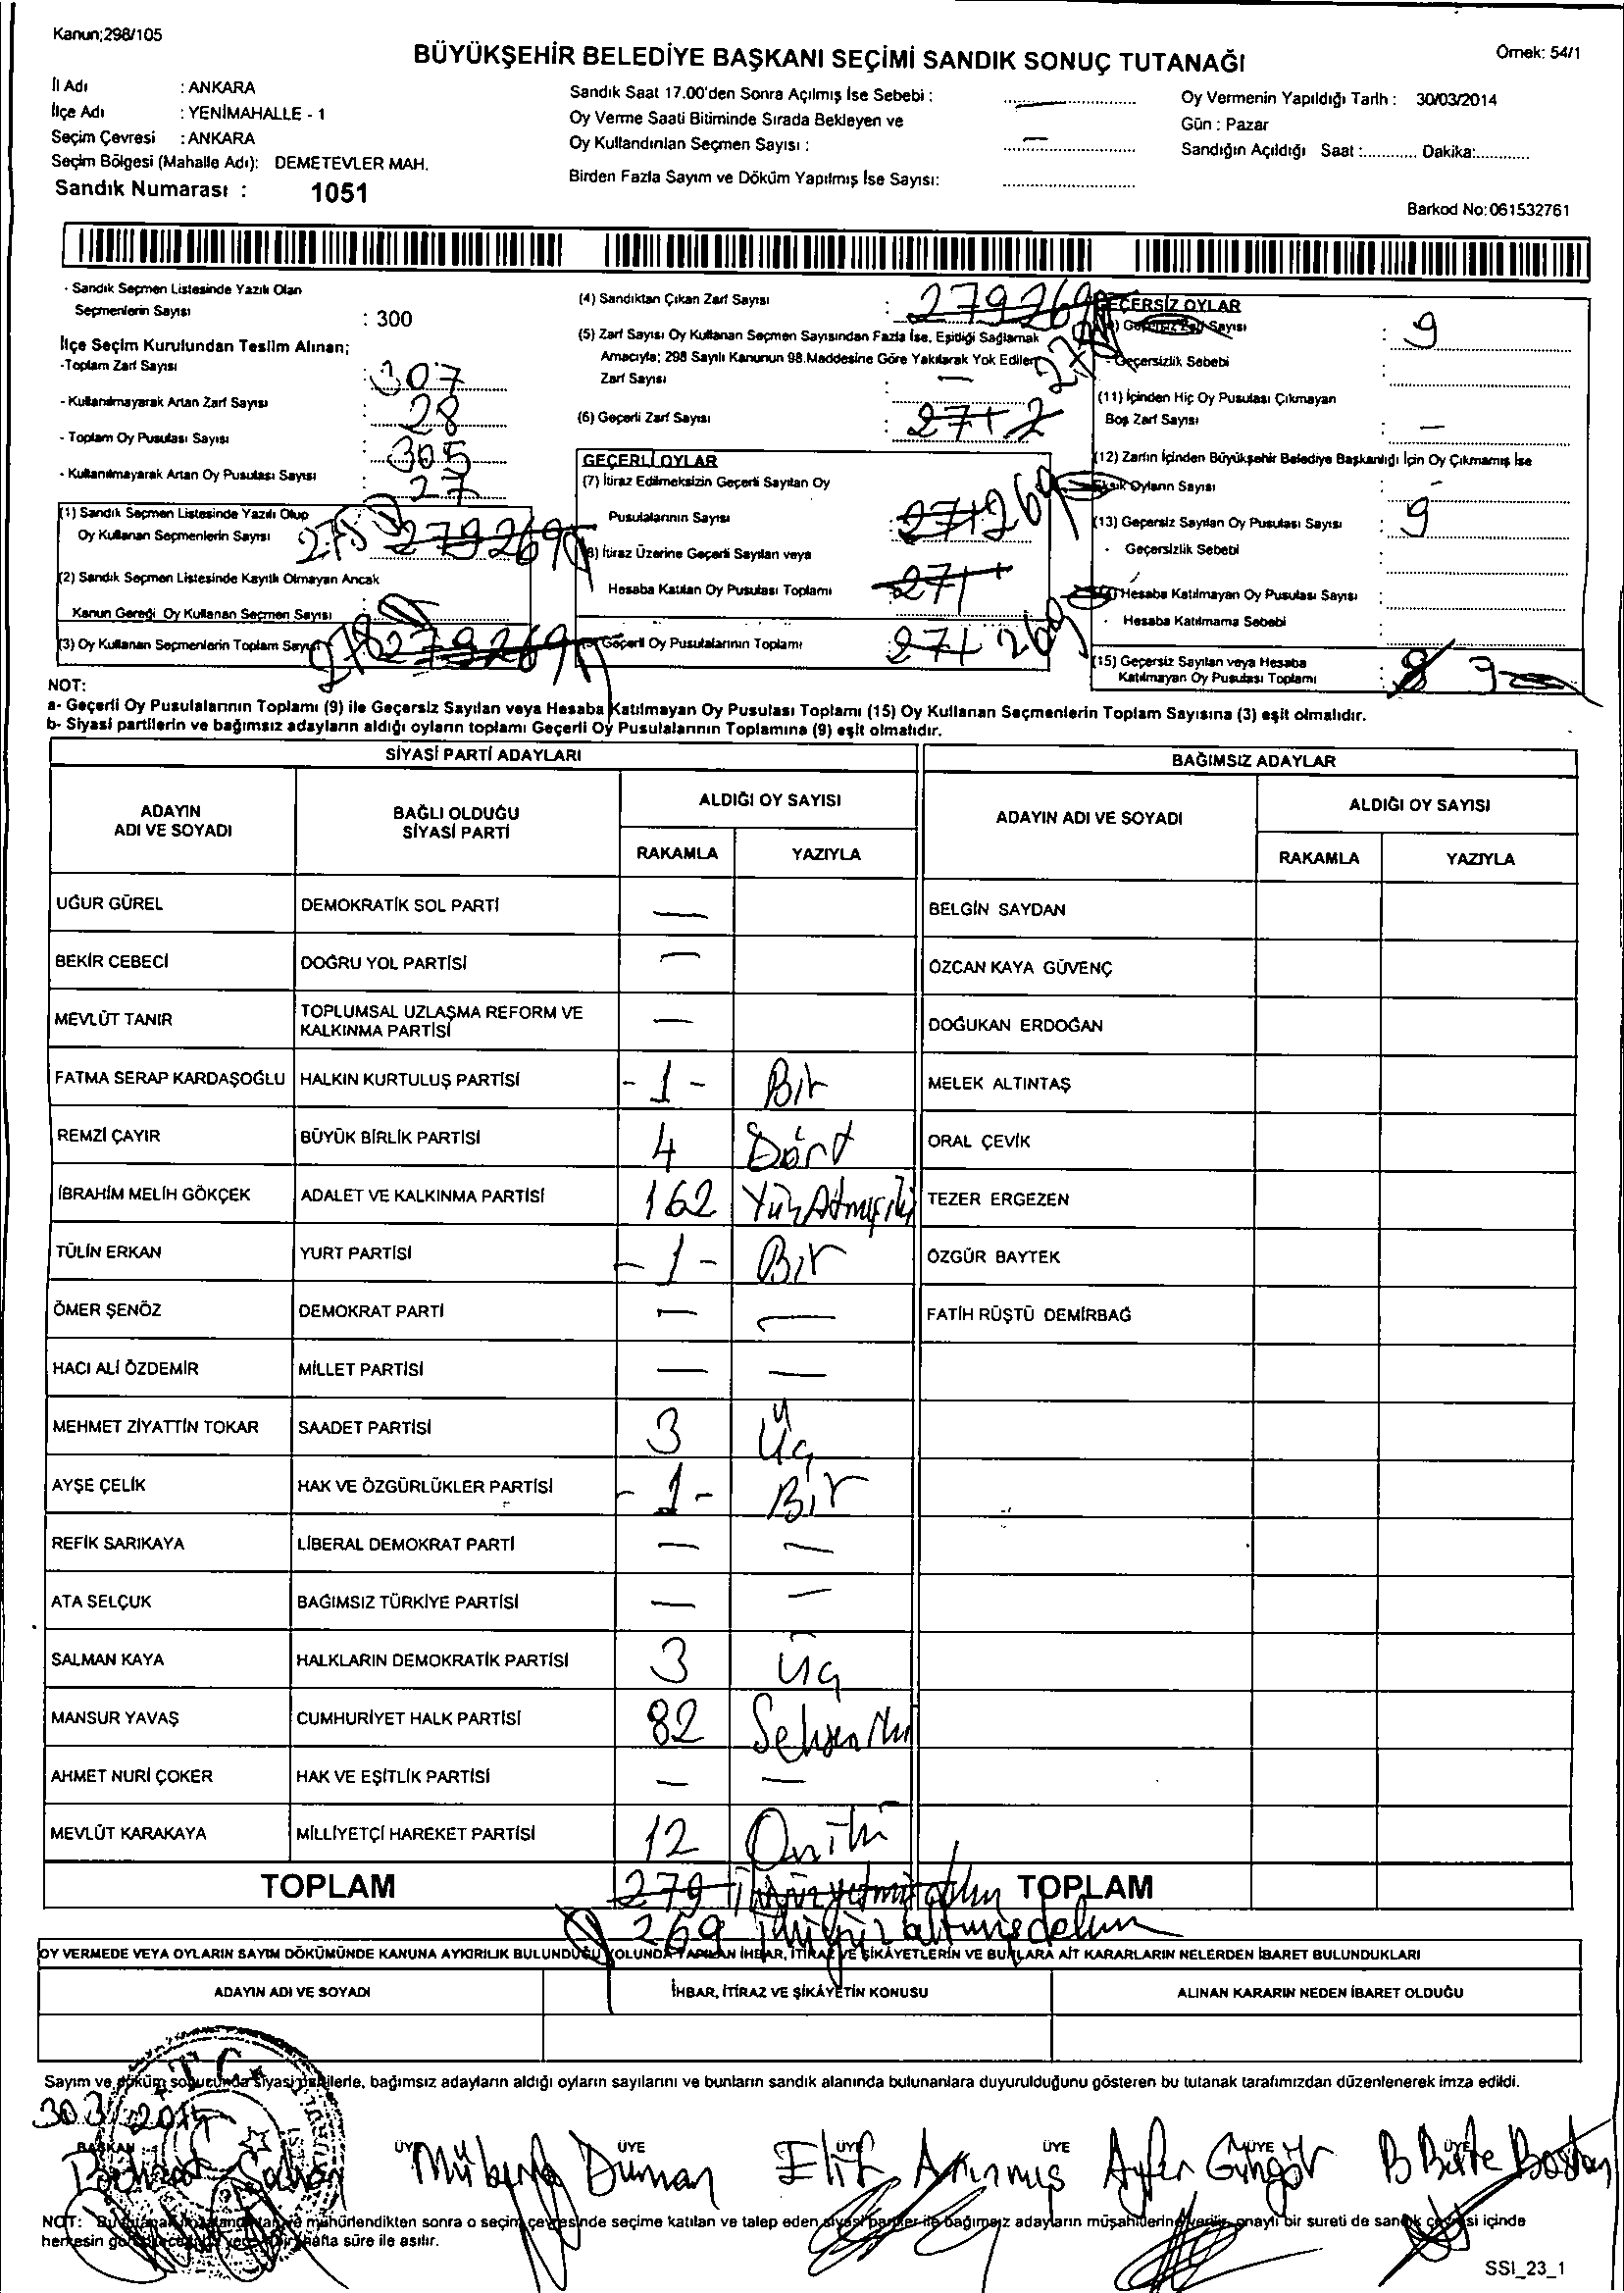 Kanun;298/105
BÜYÜKŞEHİR BELEDİYE BAŞKANI SEÇİMİ SANDIK SONUÇ TUTANAĞI
Örnek: 54/1
İl Adı : ANKARA
İlçe Adı : YENİMAHALLE - 1
Seçim Çevresi : ANKARA
Seçim Bölgesi (Mahalle Adı): DEMETEVLER MAH.
Sandık Numarası : 1051
Sandık Saat 17.00'den Sonra Açılmış İse Sebebi :
Oy Verme Saati Bitiminde Sırada Bekleyen ve
Oy Kullandırılan Seçmen Sayısı : —
Birden Fazla Sayım ve Döküm Yapılmış İse Sayısı:
Oy Vermenin Yapıldığı Tarih : 30/03/2014
Gün : Pazar
Sandığın Açıldığı Saat :............ Dakika:............
Barkod No:061532761
- Sandık Seçmen Listesinde Yazılı Olan
Seçmenlerin Sayısı : 300
İlçe Seçim Kurulundan Teslim Alınan;
-Toplam Zarf Sayısı : 307
- Kullanılmayarak Artan Zarf Sayısı : 28
- Toplam Oy Pusulası Sayısı : 305
- Kullanılmayarak Artan Oy Pusulası Sayısı : 27
(1) Sandık Seçmen Listesinde Yazılı Olup
Oy Kullanan Seçmenlerin Sayısı 278 279 269
(2) Sandık Seçmen Listesinde Kayıtlı Olmayan Ancak
Kanun Gereği Oy Kullanan Seçmen Sayısı
(3) Oy Kullanan Seçmenlerin Toplam Sayısı 278 279 269
(4) Sandıktan Çıkan Zarf Sayısı : 279 269
(5) Zarf Sayısı Oy Kullanan Seçmen Sayısından Fazla İse, Eşitliği Sağlamak
Amacıyla; 298 Sayılı Kanunun 98.Maddesine Göre Yakılarak Yok Edilen
Zarf Sayısı : —
(6) Geçerli Zarf Sayısı :
GEÇERLİ OYLAR
(7) İtiraz Edilmeksizin Geçerli Sayılan Oy
Pusulalarının Sayısı : 271 269
(8) İtiraz Üzerine Geçerli Sayılan veya
Hesaba Katılan Oy Pusulası Toplamı 271
(9) Geçerli Oy Pusulalarının Toplamı 271 269
GEÇERSİZ OYLAR
Geçersiz Zarf Sayısı : 9
- Geçersizlik Sebebi :
(11) İçinden Hiç Oy Pusulası Çıkmayan
Boş Zarf Sayısı : —
(12) Zarfın İçinden Büyükşehir Belediye Başkanlığı İçin Oy Çıkmamış İse
Eksik Oyların Sayısı : -
(13) Geçersiz Sayılan Oy Pusulası Sayısı : 9
- Geçersizlik Sebebi
Hesaba Katılmayan Oy Pusulası Sayısı :
- Hesaba Katılmama Sebebi :
(15) Geçersiz Sayılan veya Hesaba
Katılmayan Oy Pusulası Toplamı : 8 9
NOT:
a- Geçerli Oy Pusulalarının Toplamı (9) ile Geçersiz Sayılan veya Hesaba Katılmayan Oy Pusulası Toplamı (15) Oy Kullanan Seçmenlerin Toplam Sayısına (3) eşit olmalıdır.
b- Siyasi partilerin ve bağımsız adayların aldığı oyların toplamı Geçerli Oy Pusulalarının Toplamına (9) eşit olmalıdır.
SİYASİ PARTİ ADAYLARI
BAĞIMSIZ ADAYLAR
ADAYIN
ADI VE SOYADI
BAĞLI OLDUĞU
SİYASİ PARTİ
ALDIĞI OY SAYISI
RAKAMLA YAZIYLA
ADAYIN ADI VE SOYADI
ALDIĞI OY SAYISI
RAKAMLA YAZIYLA
UĞUR GÜREL DEMOKRATİK SOL PARTİ — BELGİN SAYDAN
BEKİR CEBECİ DOĞRU YOL PARTİSİ — ÖZCAN KAYA GÜVENÇ
MEVLÜT TANIR TOPLUMSAL UZLAŞMA REFORM VE
KALKINMA PARTİSİ — DOĞUKAN ERDOĞAN
FATMA SERAP KARDAŞOĞLU HALKIN KURTULUŞ PARTİSİ - 1 - Bir MELEK ALTINTAŞ
REMZİ ÇAYIR BÜYÜK BİRLİK PARTİSİ 4 Dört ORAL ÇEVİK
İBRAHİM MELİH GÖKÇEK ADALET VE KALKINMA PARTİSİ 162 YüzAtmışiki TEZER ERGEZEN
TÜLİN ERKAN YURT PARTİSİ - 1 - Bir ÖZGÜR BAYTEK
ÖMER ŞENÖZ DEMOKRAT PARTİ — — FATİH RÜŞTÜ DEMİRBAĞ
HACI ALİ ÖZDEMİR MİLLET PARTİSİ — —
MEHMET ZİYATTİN TOKAR SAADET PARTİSİ 3 Üç
AYŞE ÇELİK HAK VE ÖZGÜRLÜKLER PARTİSİ - 1 - Bir
REFİK SARIKAYA LİBERAL DEMOKRAT PARTİ — —
ATA SELÇUK BAĞIMSIZ TÜRKİYE PARTİSİ — —
SALMAN KAYA HALKLARIN DEMOKRATİK PARTİSİ 3 Üç
MANSUR YAVAŞ CUMHURİYET HALK PARTİSİ 82 Seksen iki
AHMET NURİ ÇOKER HAK VE EŞİTLİK PARTİSİ — —
MEVLÜT KARAKAYA MİLLİYETÇİ HAREKET PARTİSİ 12 Oniki
TOPLAM 279 TOPLAM
269 ikiyüzaltmışdokuz
OY VERMEDE VEYA OYLARIN SAYIM DÖKÜMÜNDE KANUNA AYKIRILIK BULUNDUĞU YOLUNDA YAPILAN İHBAR, İTİRAZ VE ŞİKÂYETLERİN VE BUNLARA AİT KARARLARIN NELERDEN İBARET BULUNDUKLARI
ADAYIN ADI VE SOYADI İHBAR, İTİRAZ VE ŞİKÂYETİN KONUSU ALINAN KARARIN NEDEN İBARET OLDUĞU
Sayım ve döküm sonucunda siyasi partilerle, bağımsız adayların aldığı oyların sayılarını ve bunların sandık alanında bulunanlara duyurulduğunu gösteren bu tutanak tarafımızdan düzenlenerek imza edildi.
30.3.2014
T.C.
BAŞKAN ÜYE ÜYE ÜYE ÜYE ÜYE ÜYE
Duman Elif Ayfer Güngör B Buse Bostan
NOT: Bu tutanak mühürlendikten sonra o seçim çevresinde seçime katılan ve talep eden siyasi partiler ile bağımsız adayların müşahitlerine verilir, onaylı bir sureti de sandık çevresi içinde
herkesin hafta süre ile asılır.
SSI_23_1